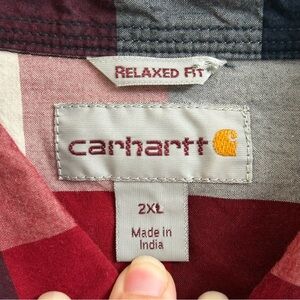 RELAXED FIT
carhartt
2XL
Made in
India